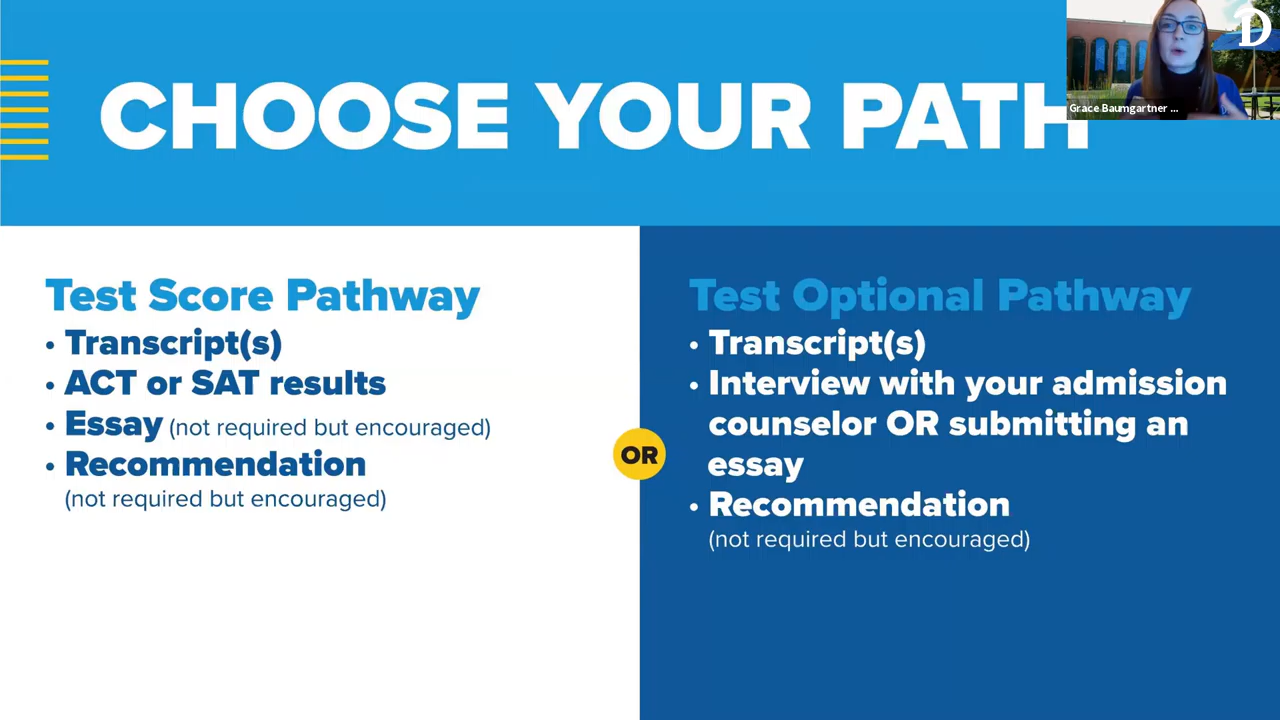 CHOOSE YOUR PATH
D
Grace Baumgartner ...
Test Score Pathway
• Transcript(s)
• ACT or SAT results
• Essay (not required but encouraged)
• Recommendation
(not required but encouraged)
OR
Test Optional Pathway
• Transcript(s)
• Interview with your admission
counselor OR submitting an
essay
• Recommendation
(not required but encouraged)